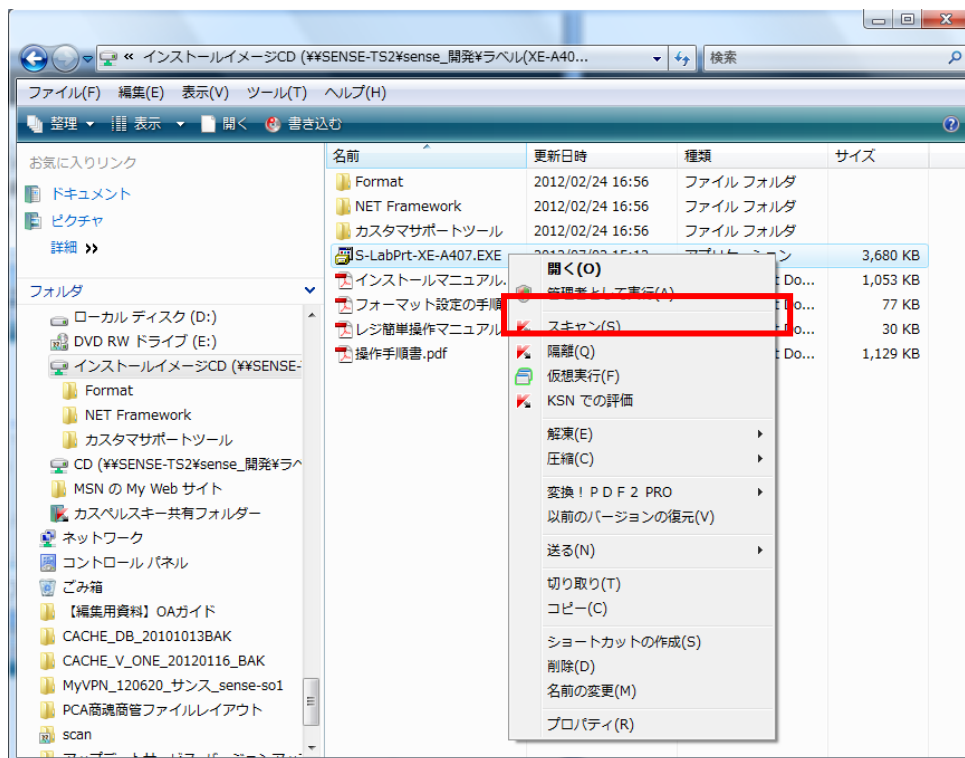 « インストールイメージCD (¥¥SENSE-TS2¥sense_開発¥ラベル(XE-A40... 検索
ファイル(F) 編集(E) 表示(V) ツール(T) ヘルプ(H)
整理 表示 開く 書き込む
お気に入りリンク
ドキュメント
ピクチャ
詳細 »
フォルダ
ローカル ディスク (D:)
DVD RW ドライブ (E:)
インストールイメージCD (¥¥SENSE-
Format
NET Framework
カスタマサポートツール
CD (¥¥SENSE-TS2¥sense_開発¥ラベ
MSN の My Web サイト
カスペルスキー共有フォルダー
ネットワーク
コントロール パネル
ごみ箱
【編集用資料】OAガイド
CACHE_DB_20101013BAK
CACHE_V_ONE_20120116_BAK
MyVPN_120620_サンス_sense-so1
PCA商魂商管ファイルレイアウト
scan
名前 更新日時 種類 サイズ
Format 2012/02/24 16:56 ファイル フォルダ
NET Framework 2012/02/24 16:56 ファイル フォルダ
カスタマサポートツール 2012/02/24 16:56 ファイル フォルダ
S-LabPrt-XE-A407.EXE アプリケーション 3,680 KB
インストールマニュアル. t Do... 1,053 KB
フォーマット設定の手順 t Do... 77 KB
レジ簡単操作マニュアル t Do... 30 KB
操作手順書.pdf t Do... 1,129 KB
開く(O)
管理者として実行(A)
スキャン(S)
隔離(Q)
仮想実行(F)
KSN での評価
解凍(E)
圧縮(C)
変換！ＰＤＦ２ PRO
以前のバージョンの復元(V)
送る(N)
切り取り(T)
コピー(C)
ショートカットの作成(S)
削除(D)
名前の変更(M)
プロパティ(R)